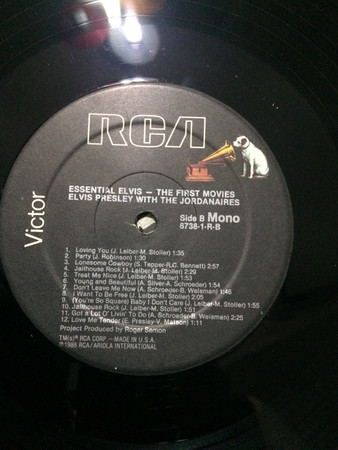 RCA
Victor
ESSENTIAL ELVIS — THE FIRST MOVIES
ELVIS PRESLEY WITH THE JORDANAIRES
Side B Mono
6738-1-R-B
1. Loving You (J. Leiber-M. Stoller) 1:35
2. Party (J. Robinson) 1:30
3. Lonesome Cowboy (S. Tepper-R.C. Bennett) 2:57
4. Jailhouse Rock (J. Leiber-M. Stoller) 2:29
5. Treat Me Nice (J. Leiber-M. Stoller)
6. Young and Beautiful (A. Silver-A. Schroeder) 1:54
7. Don't Leave Me Now (A. Schroeder-B. Weisman) 1:46
8. I Want To Be Free (J. Leiber-M. Stoller) 2:05
9. (You're So Square) Baby I Don't Care (J. Leiber-M. Stoller) 1:55
10. Jailhouse Rock (J. Leiber-M. Stoller)
11. Got a Lot O' Livin' To Do (A. Schroeder-B. Weisman) 2:25
12. Love Me Tender (E. Presley-V. Matson) 1:11
Project Produced by Roger Semon
TM(s)® RCA CORP. — MADE IN U.S.A.
RCA/ARIOLA INTERNATIONAL